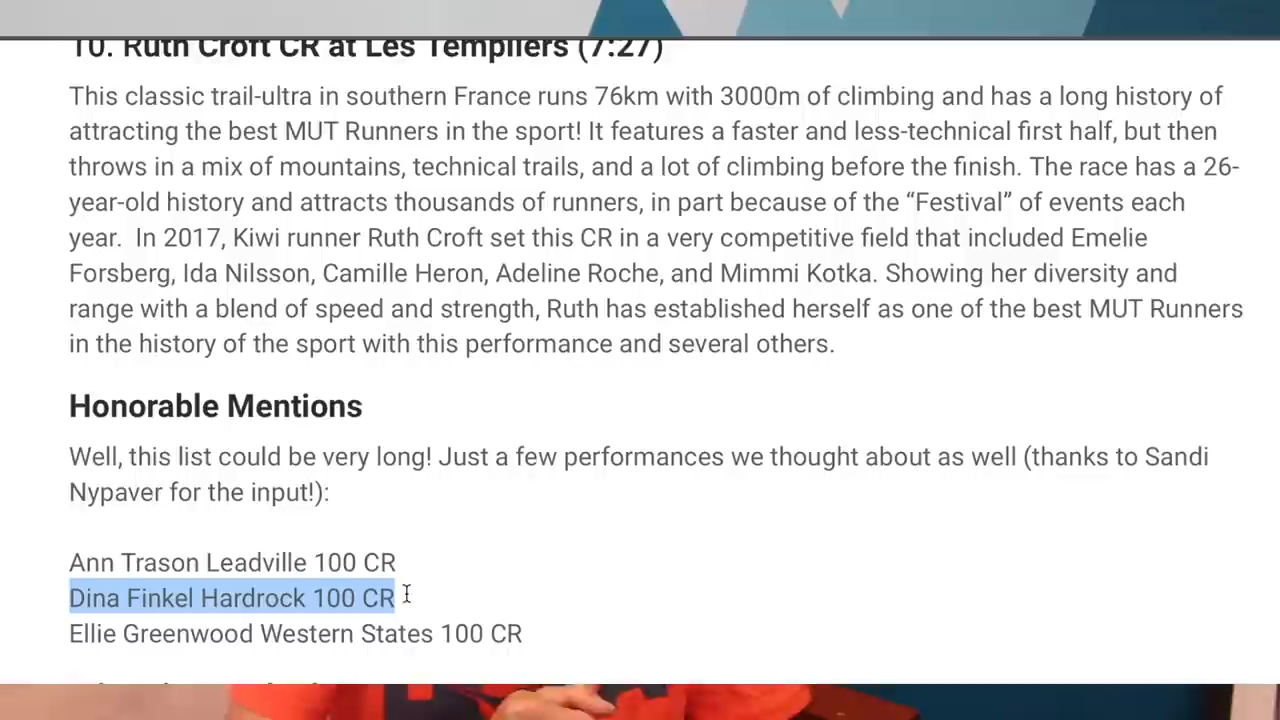 10. Ruth Croft CR at Les Templiers (7:27)
This classic trail-ultra in southern France runs 76km with 3000m of climbing and has a long history of
attracting the best MUT Runners in the sport! It features a faster and less-technical first half, but then
throws in a mix of mountains, technical trails, and a lot of climbing before the finish. The race has a 26-
year-old history and attracts thousands of runners, in part because of the “Festival” of events each
year.  In 2017, Kiwi runner Ruth Croft set this CR in a very competitive field that included Emelie
Forsberg, Ida Nilsson, Camille Heron, Adeline Roche, and Mimmi Kotka. Showing her diversity and
range with a blend of speed and strength, Ruth has established herself as one of the best MUT Runners
in the history of the sport with this performance and several others.
Honorable Mentions
Well, this list could be very long! Just a few performances we thought about as well (thanks to Sandi
Nypaver for the input!):
Ann Trason Leadville 100 CR
Dina Finkel Hardrock 100 CR
Ellie Greenwood Western States 100 CR